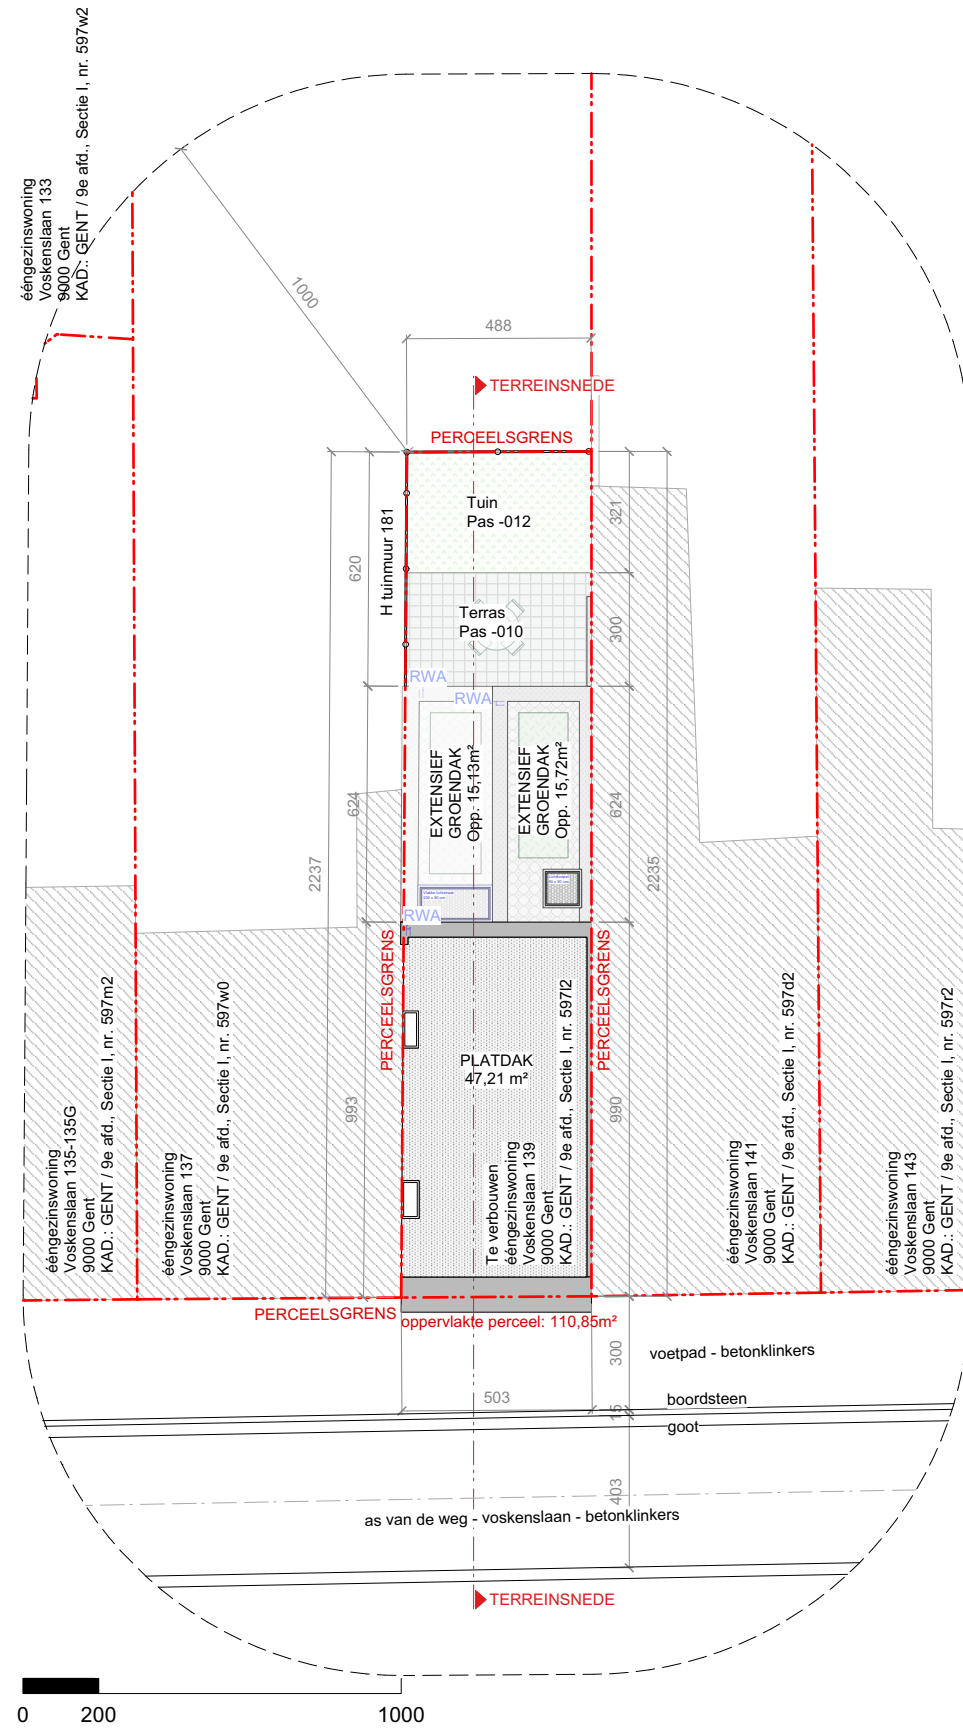 ééngezinswoning
Voskenslaan 133
9000 Gent
KAD.: GENT / 9e afd., Sectie I, nr. 597w2
1000
488
TERREINSNEDE
PERCEELSGRENS
Tuin
Pas -012
H tuinmuur 181
620
321
Terras
Pas -010
300
RWA
RWA
EXTENSIEF
GROENDAK
Opp. 15,13m²
EXTENSIEF
GROENDAK
Opp. 15,72m²
624
624
2237
2235
RWA
PERCEELSGRENS
PERCEELSGRENS
PLATDAK
47,21 m²
993
990
ééngezinswoning
Voskenslaan 135-135G
9000 Gent
KAD.: GENT / 9e afd., Sectie I, nr. 597m2
ééngezinswoning
Voskenslaan 137
9000 Gent
KAD.: GENT / 9e afd., Sectie I, nr. 597w0
Te verbouwen
ééngezinswoning
Voskenslaan 139
9000 Gent
KAD.: GENT / 9e afd., Sectie I, nr. 597l2
ééngezinswoning
Voskenslaan 141
9000 Gent
KAD.: GENT / 9e afd., Sectie I, nr. 597d2
ééngezinswoning
Voskenslaan 143
9000 Gent
KAD.: GENT / 9e afd., Sectie I, nr. 597r2
PERCEELSGRENS
oppervlakte perceel: 110,85m²
300
voetpad - betonklinkers
503
15
boordsteen
goot
403
as van de weg - voskenslaan - betonklinkers
TERREINSNEDE
0 200 1000